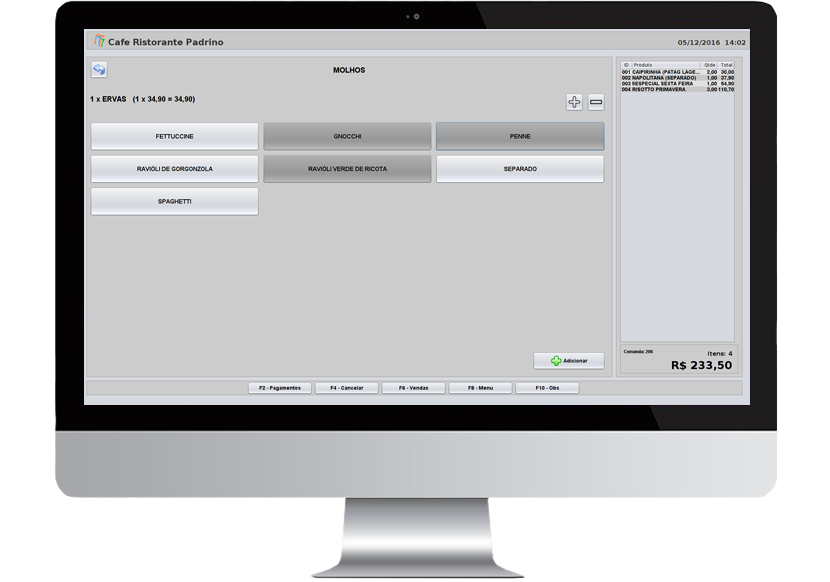 Cafe Ristorante Padrino
05/12/2016 14:02
MOLHOS
1 x ERVAS (1 x 34,90 = 34,90)
FETTUCCINE
GNOCCHI
PENNE
RAVIÓLI DE GORGONZOLA
RAVIÓLI VERDE DE RICOTA
SEPARADO
SPAGHETTI
Adicionar
ID Produto Qtde Total
001 CAIPIRINHA (PATAG LAGE... 2,00 30,00
002 NAPOLITANA (SEPARADO) 1,00 37,90
003 SESPECIAL SEXTA FEIRA 1,00 54,90
004 RISOTTO PRIMAVERA 3,00 110,70
Comanda: 206
Itens: 4
R$ 233,50
F2 - Pagamentos
F4 - Cancelar
F6 - Vendas
F8 - Menu
F10 - Obs